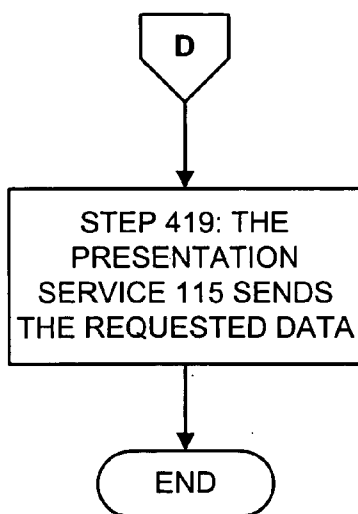 D
STEP 419: THE
PRESENTATION
SERVICE 115 SENDS
THE REQUESTED DATA
END